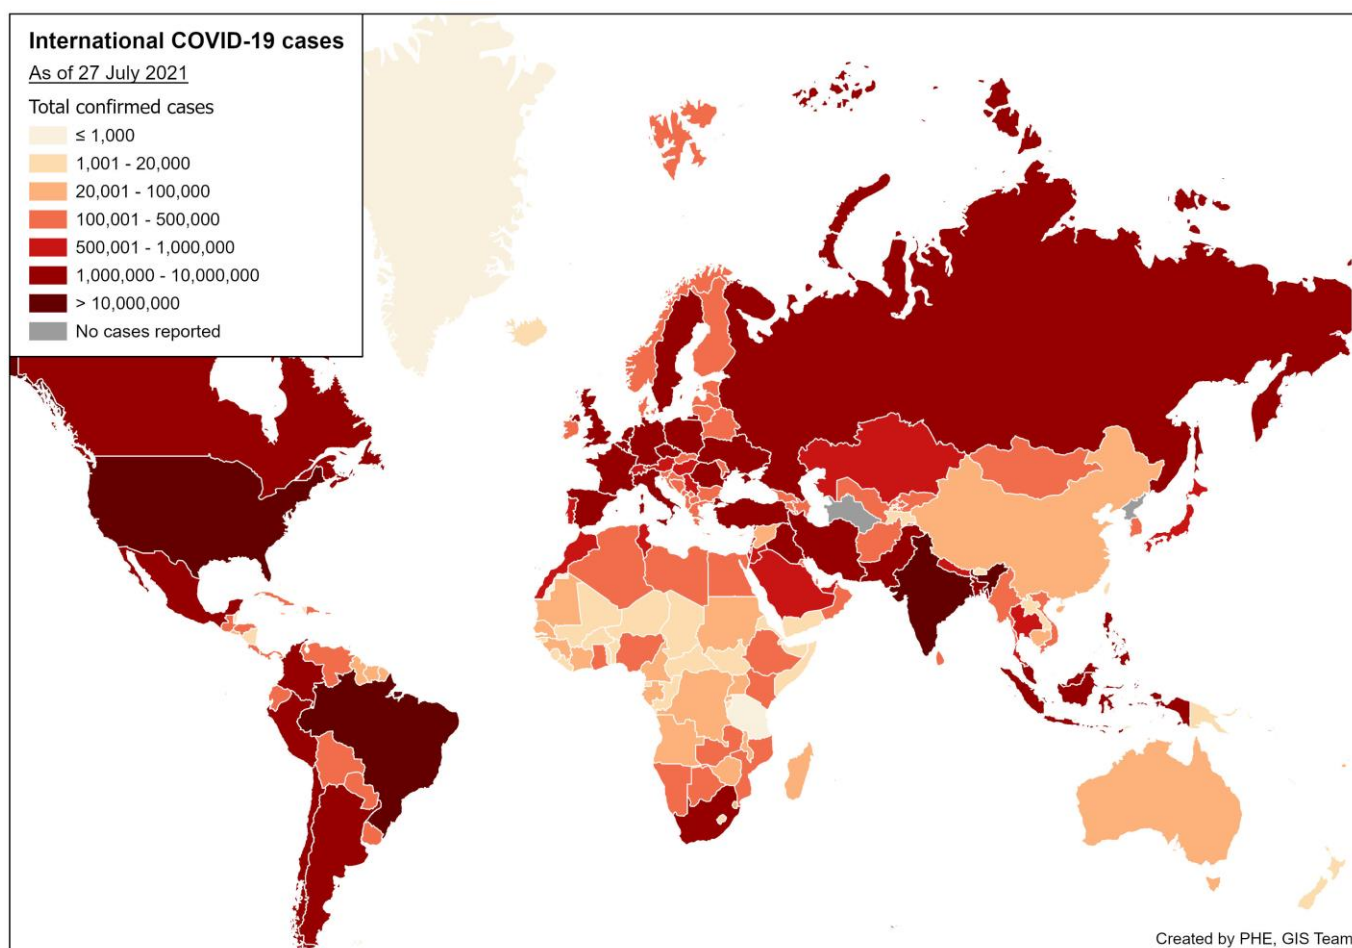 International COVID-19 cases
As of 27 July 2021
Total confirmed cases
≤ 1,000
1,001 - 20,000
20,001 - 100,000
100,001 - 500,000
500,001 - 1,000,000
1,000,000 - 10,000,000
> 10,000,000
No cases reported
Created by PHE, GIS Team